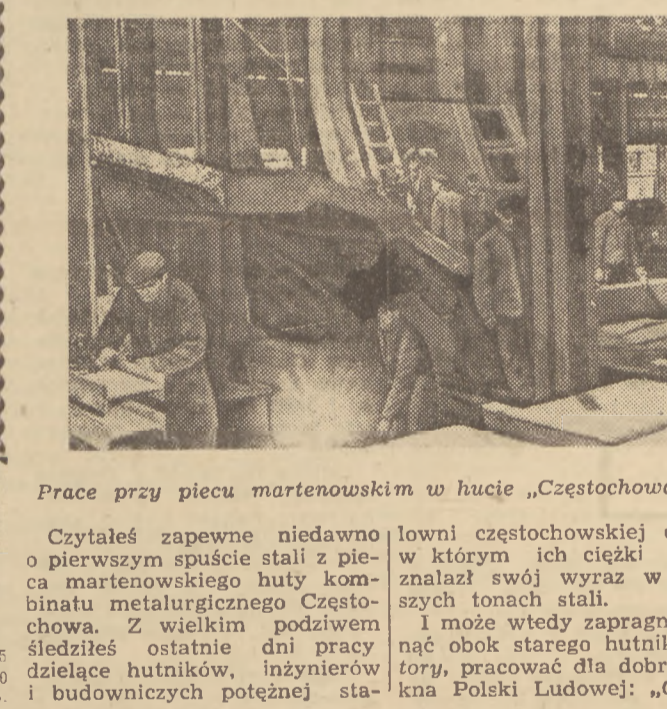 Prace przy piecu martenowskim w hucie „Częstochowa
Czytałeś zapewne niedawno
o pierwszym spuście stali z pie-
ca martenowskiego huty kom-
binatu metalurgicznego Często-
chowa. Z wielkim podziwem
śledziłeś ostatnie dni pracy
dzielące hutników, inżynierów
i budowniczych potężnej sta-
lowni częstochowskiej
w którym ich ciężki
znalazł swój wyraz w
szych tonach stali.
I może wtedy zapragn
nąć obok starego hutnik
tory, pracować dla dobr
kna Polski Ludowej: „